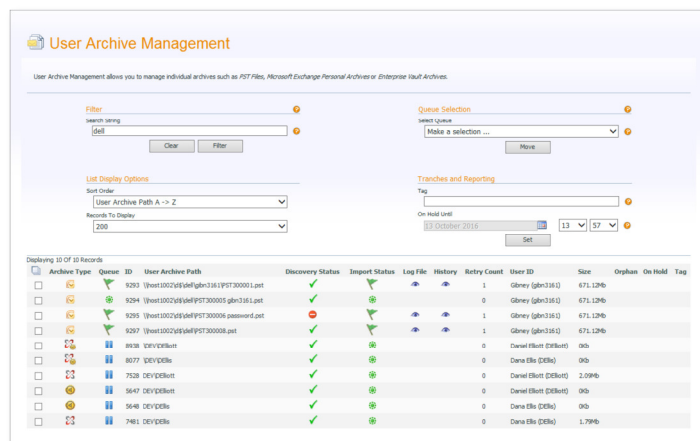 User Archive Management
User Archive Management allows you to manage individual archives such as PST Files, Microsoft Exchange Personal Archives or Enterprise Vault Archives.
Filter
Search String
dell
Clear Filter
Queue Selection
Select Queue
Make a selection ...
Move
List Display Options
Sort Order
User Archive Path A -> Z
Records To Display
200
Tranches and Reporting
Tag
On Hold Until
13 October 2016 13 57
Set
Displaying 10 Of 10 Records
Archive Type Queue ID User Archive Path Discovery Status Import Status Log File History Retry Count User ID Size Orphan On Hold Tag
9293 \\host1002\d$\dell\gibn3161\PST300001.pst 1 Gibney (gibn3161) 671.12Mb
9294 \\host1002\d$\dell\PST300005 gibn3161.pst 0 Gibney (gibn3161) 671.12Mb
9295 \\host1002\d$\dell\PST300006 password.pst 1 Gibney (gibn3161) 671.12Mb
9297 \\host1002\d$\dell\PST300008.pst 1 Gibney (gibn3161) 671.12Mb
8938 \DEV\DElliott 0 Daniel Elliott (DElliott) 0Kb
8077 \DEV\DEllis 0 Dana Ellis (DEllis) 0Kb
7528 DEV\DElliott 0 Daniel Elliott (DElliott) 2.09Mb
5647 DEV\DElliott 0 Daniel Elliott (DElliott) 0Kb
5646 DEV\DEllis 0 Dana Ellis (DEllis) 0Kb
7481 DEV\DEllis 0 Dana Ellis (DEllis) 1.79Mb